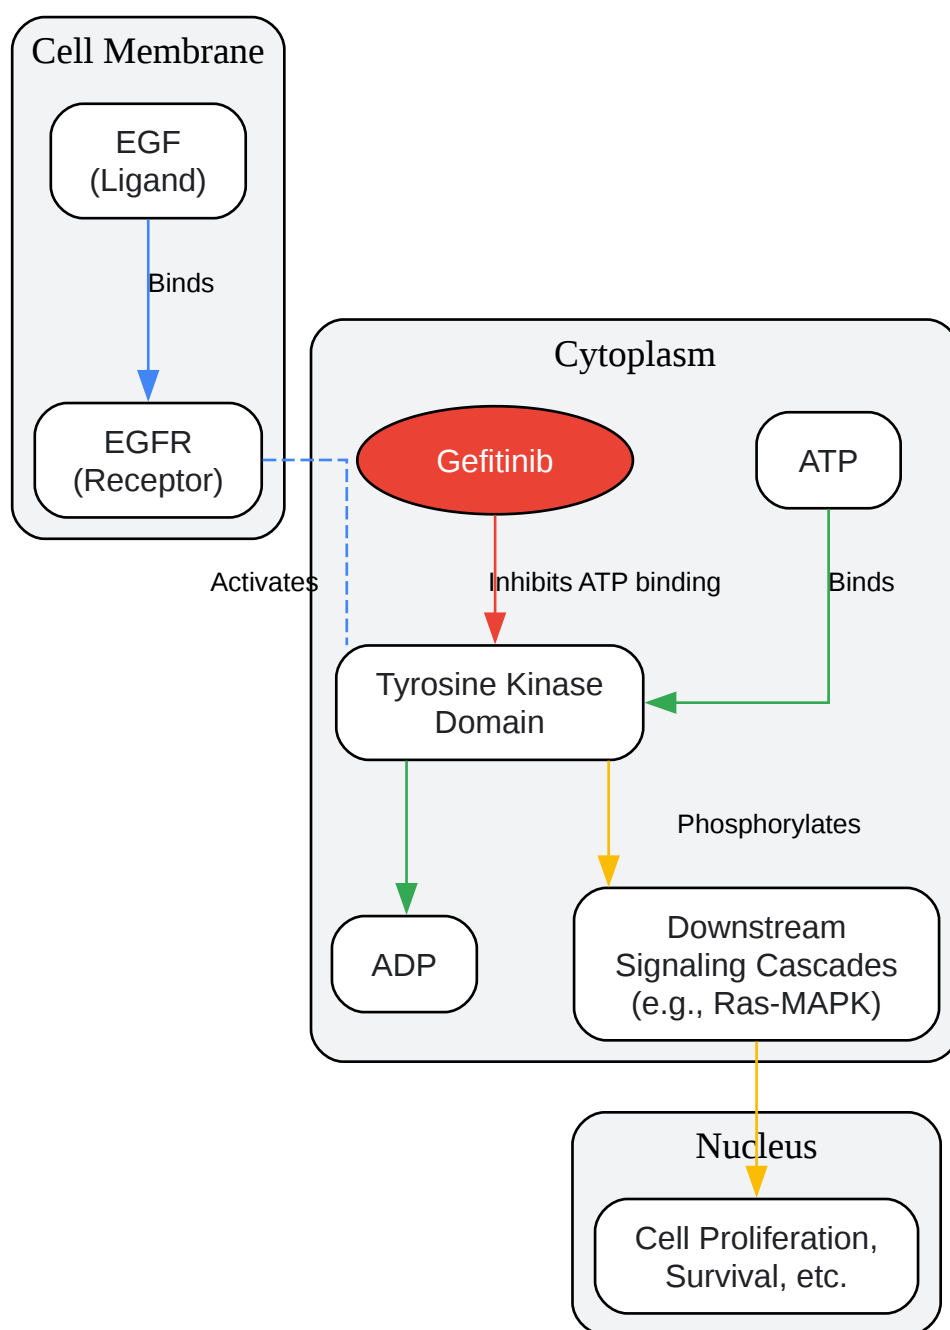 Cell Membrane
EGF
(Ligand)
Binds
EGFR
(Receptor)
Cytoplasm
Gefitinib
ATP
Activates
Inhibits ATP binding
Binds
Tyrosine Kinase
Domain
Phosphorylates
ADP
Downstream
Signaling Cascades
(e.g., Ras-MAPK)
Nucleus
Cell Proliferation,
Survival, etc.